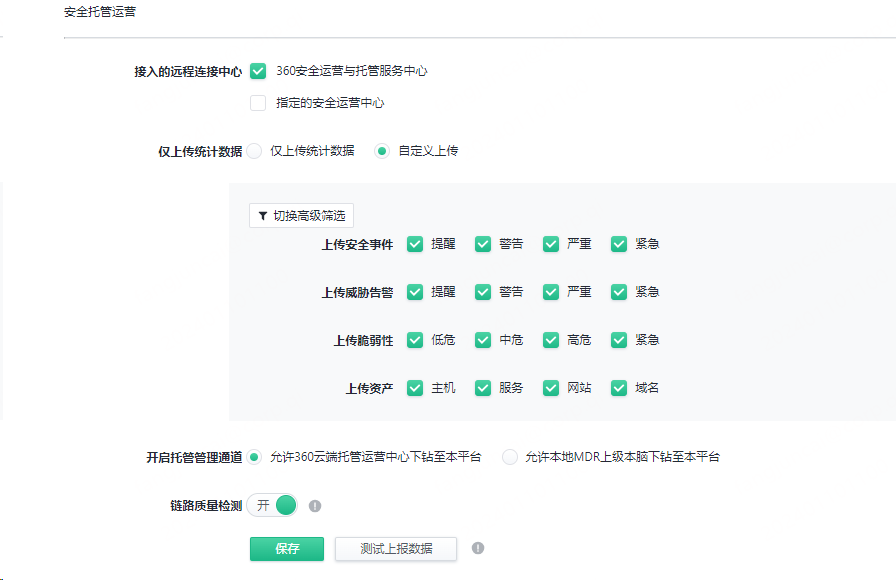 安全托管运营
接入的远程连接中心 360安全运营与托管服务中心
指定的安全运营中心
仅上传统计数据 仅上传统计数据 自定义上传
切换高级筛选
上传安全事件 提醒 警告 严重 紧急
上传威胁告警 提醒 警告 严重 紧急
上传脆弱性 低危 中危 高危 紧急
上传资产 主机 服务 网站 域名
开启托管管理通道 允许360云端托管运营中心下钻至本平台 允许本地MDR上级本脑下钻至本平台
链路质量检测 开
保存 测试上报数据